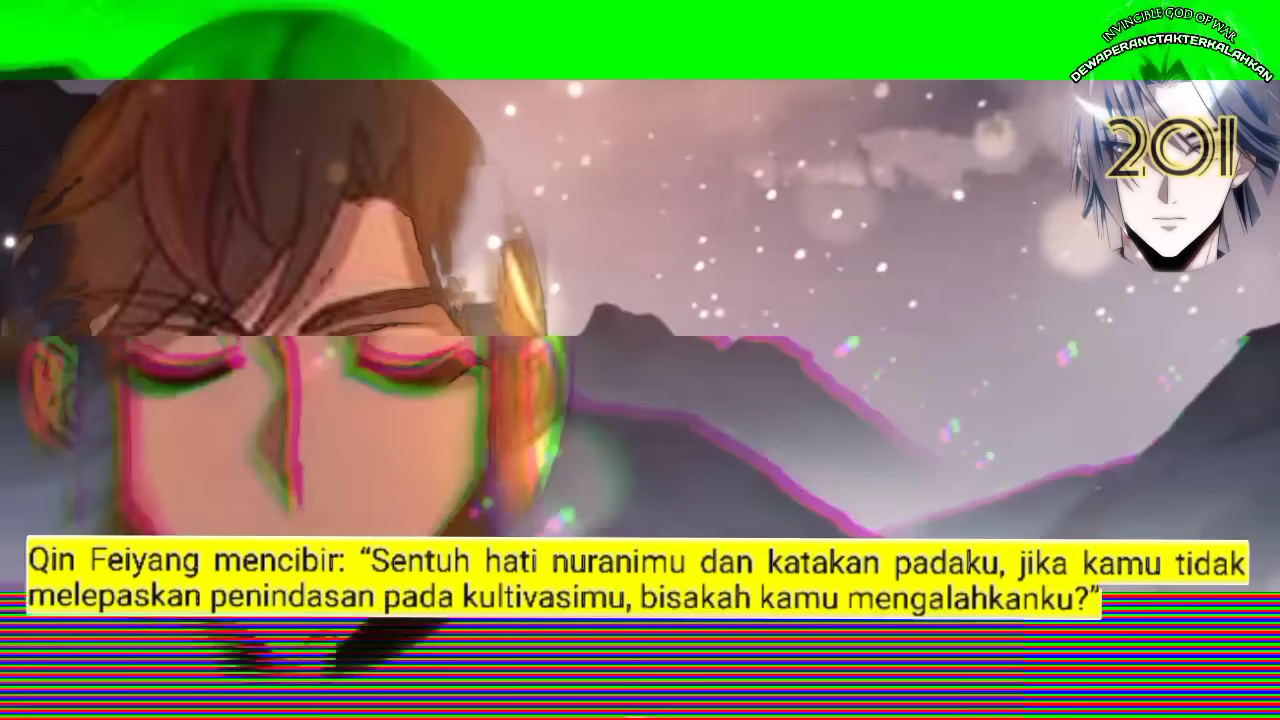 INVINCIBLE GOD OF WAR
DEWAPERANGTAKTERKALAHKAN
201
Qin Feiyang mencibir: “Sentuh hati nuranimu dan katakan padaku, jika kamu tidak
melepaskan penindasan pada kultivasimu, bisakah kamu mengalahkanku?”